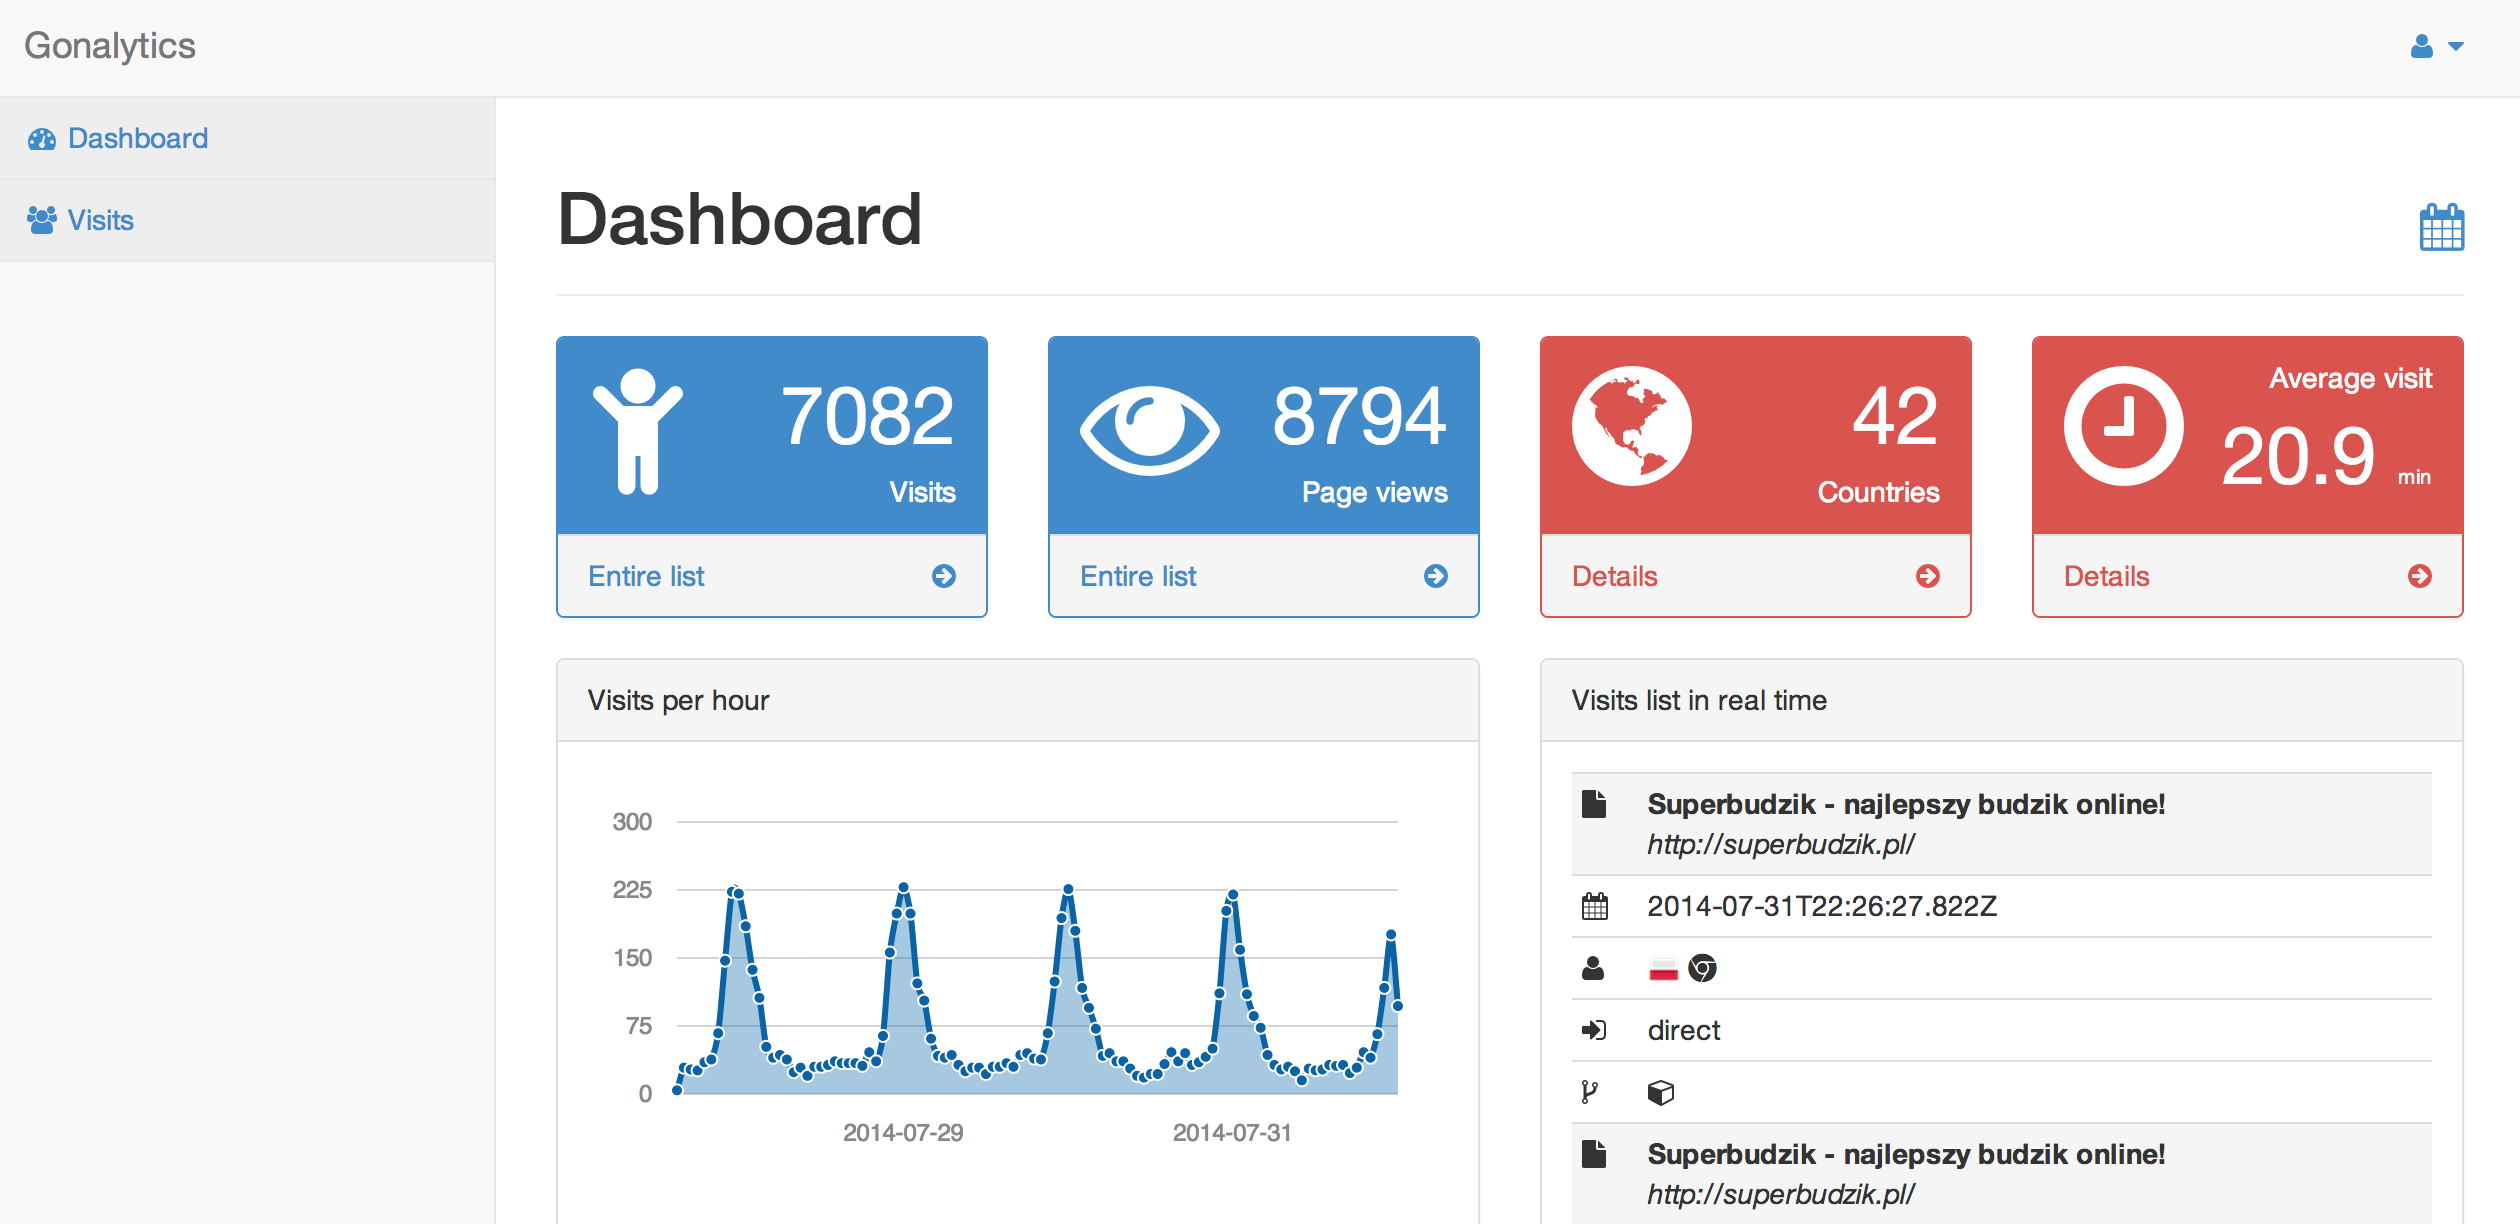 Gonalytics
Dashboard
Visits
Dashboard
7082
Visits
Entire list
8794
Page views
Entire list
42
Countries
Details
Average visit
20.9 min
Details
Visits per hour
300
225
150
75
0
2014-07-29
2014-07-31
Visits list in real time
Superbudzik - najlepszy budzik online!
http://superbudzik.pl/
2014-07-31T22:26:27.822Z
direct
Superbudzik - najlepszy budzik online!
http://superbudzik.pl/